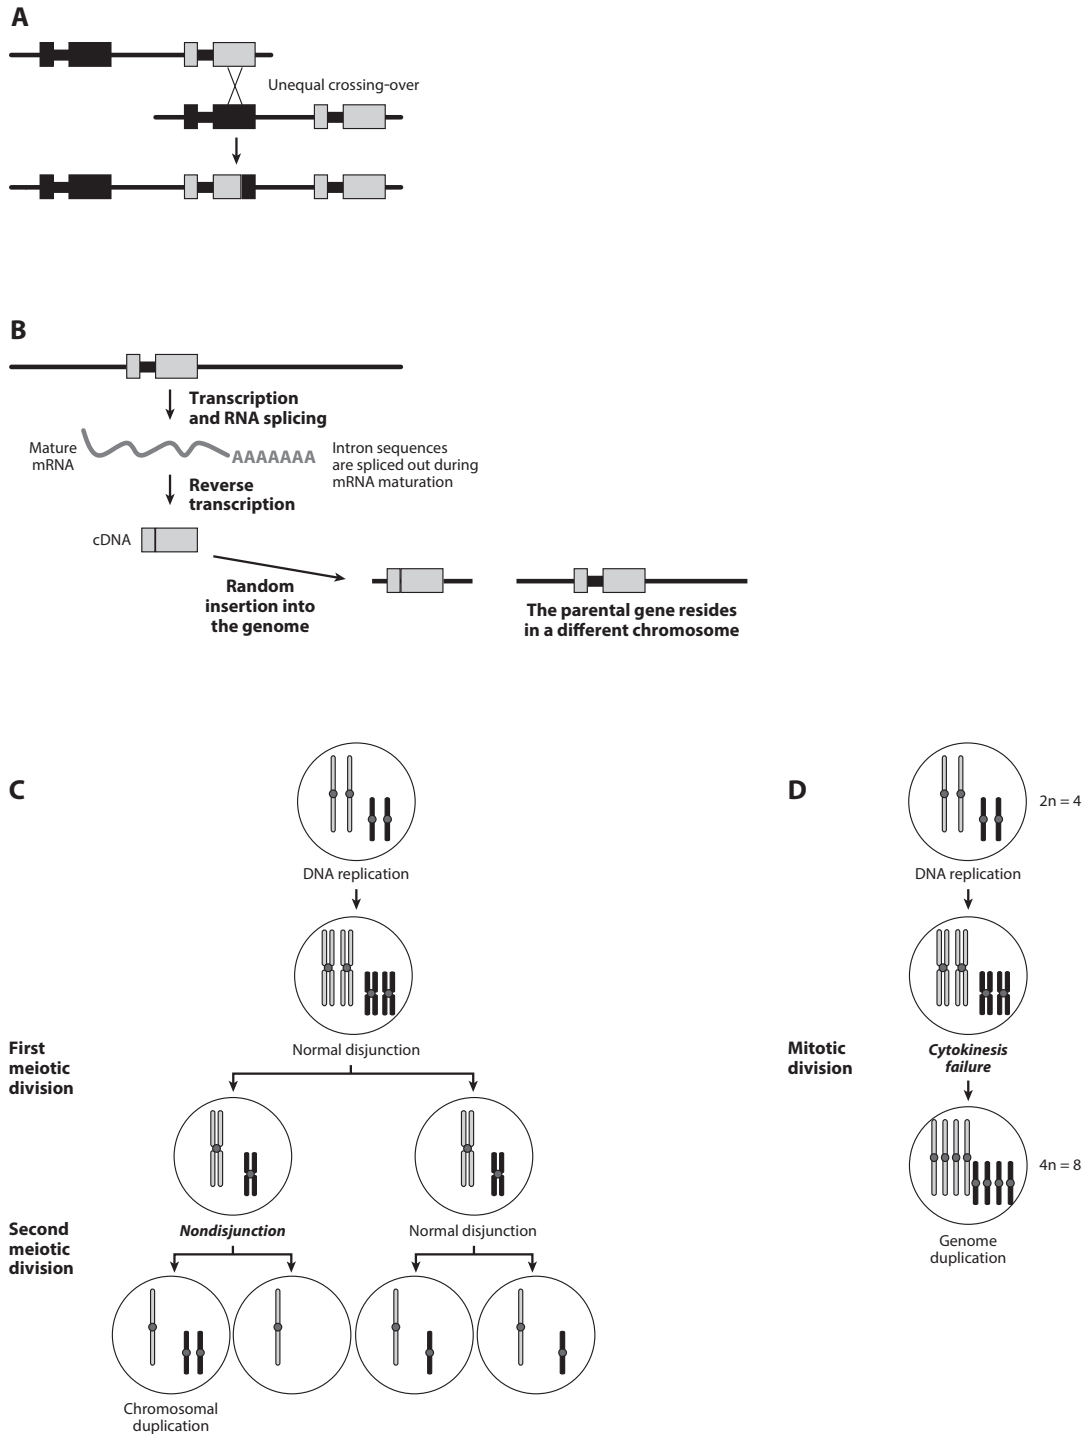 A
Unequal crossing-over
B
Transcription
and RNA splicing
Mature
mRNA
AAAAAAA
Intron sequences
are spliced out during
mRNA maturation
Reverse
transcription
cDNA
Random
insertion into
the genome
The parental gene resides
in a different chromosome
C
DNA replication
First
meiotic
division
Normal disjunction
Second
meiotic
division
Nondisjunction
Normal disjunction
Chromosomal
duplication
D
2n = 4
DNA replication
Mitotic
division
Cytokinesis
failure
4n = 8
Genome
duplication